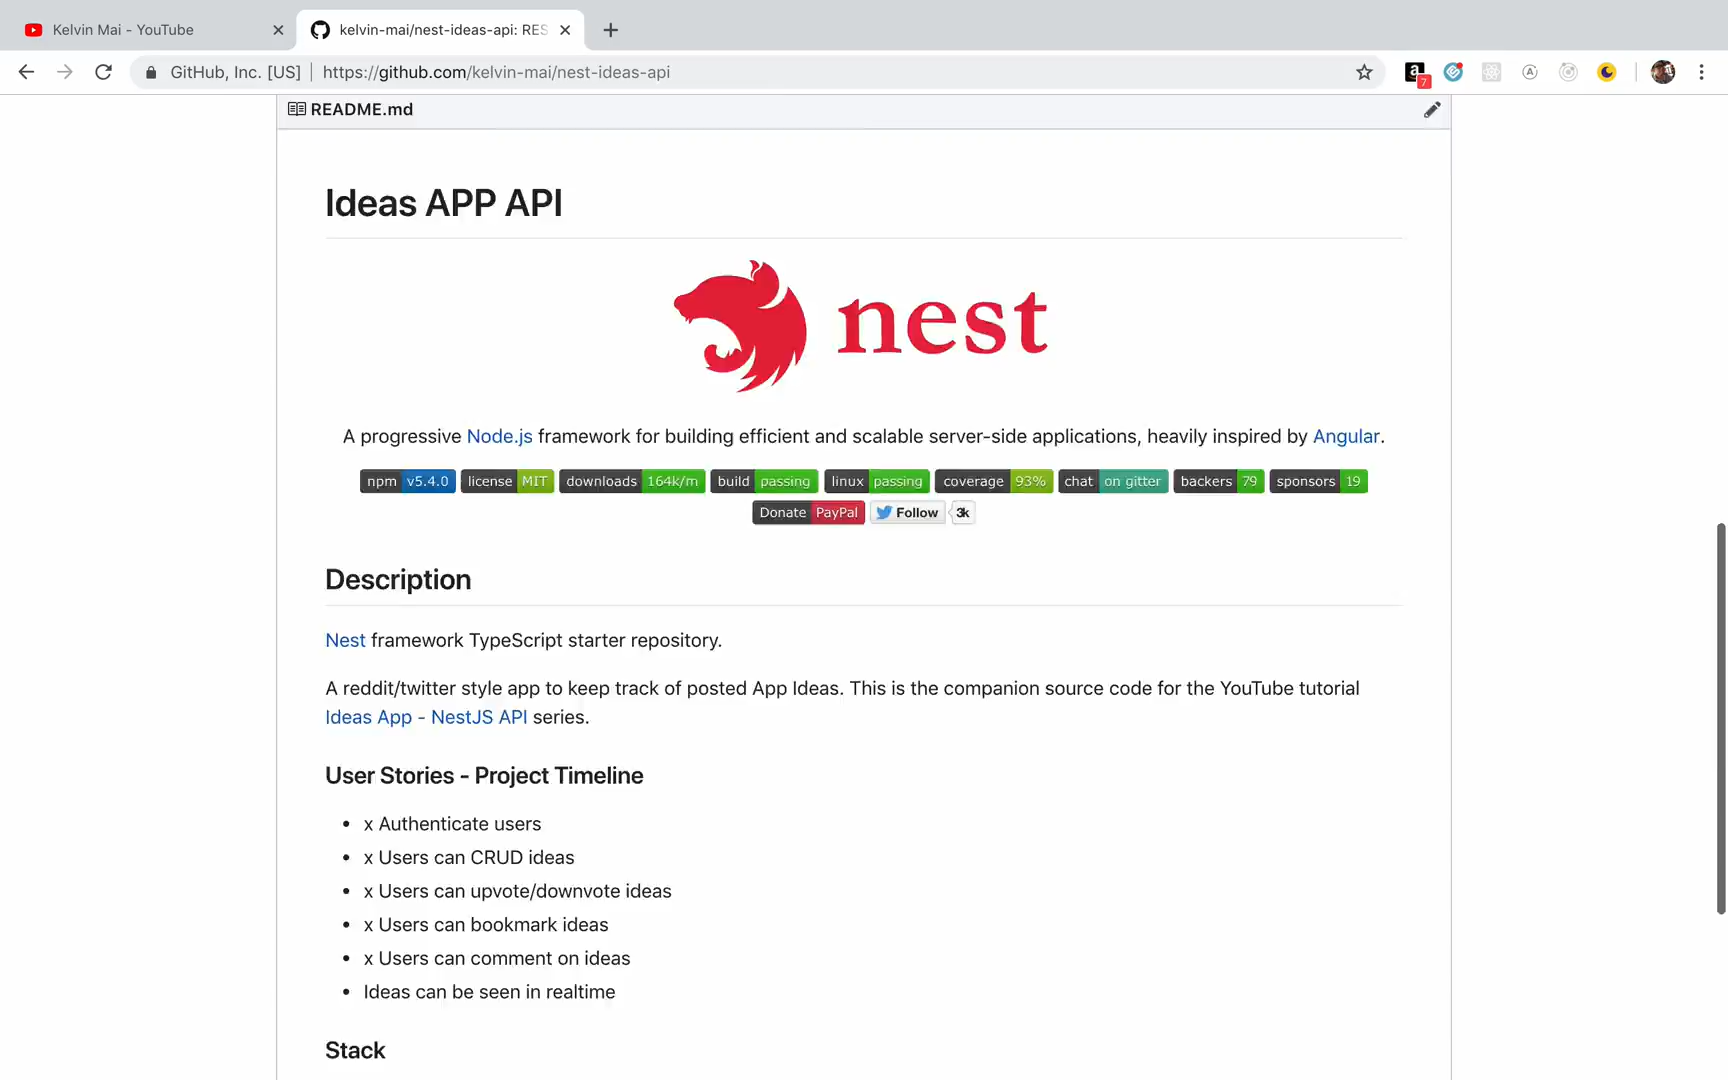 Kelvin Mai - YouTube
kelvin-mai/nest-ideas-api: RES
GitHub, Inc. [US] | https://github.com/kelvin-mai/nest-ideas-api
a
7
A
README.md
Ideas APP API
nest
A progressive Node.js framework for building efficient and scalable server-side applications, heavily inspired by Angular.
npm v5.4.0 license MIT downloads 164k/m build passing linux passing coverage 93% chat on gitter backers 79 sponsors 19
Donate PayPal Follow 3k
Description
Nest framework TypeScript starter repository.
A reddit/twitter style app to keep track of posted App Ideas. This is the companion source code for the YouTube tutorial
Ideas App - NestJS API series.
User Stories - Project Timeline
x Authenticate users
x Users can CRUD ideas
x Users can upvote/downvote ideas
x Users can bookmark ideas
x Users can comment on ideas
Ideas can be seen in realtime
Stack